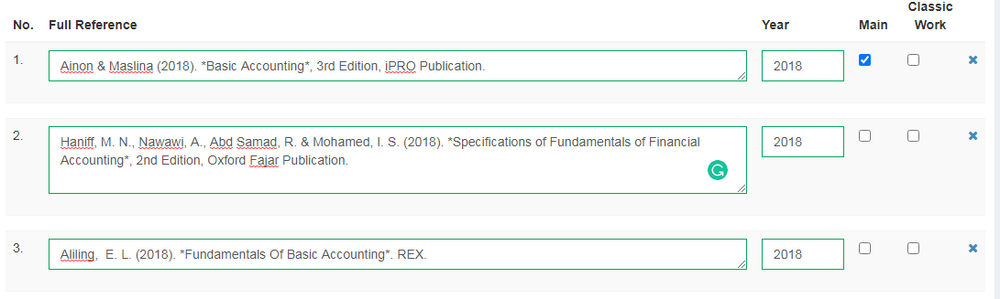 Classic
No. Full Reference Year Main Work
1. Ainon & Maslina (2018). *Basic Accounting*, 3rd Edition, iPRO Publication. 2018
2. Haniff, M. N., Nawawi, A., Abd Samad, R. & Mohamed, I. S. (2018). *Specifications of Fundamentals of Financial 2018
Accounting*, 2nd Edition, Oxford Fajar Publication.
3. Aliling,  E. L. (2018). *Fundamentals Of Basic Accounting*. REX. 2018